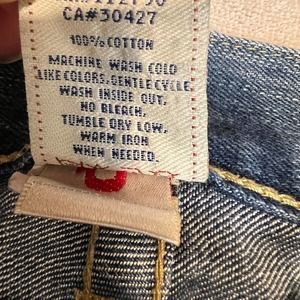 CA#30427
100% COTTON
MACHINE WASH COLD
LIKE COLORS. GENTLE CYCLE.
WASH INSIDE OUT.
NO BLEACH.
TUMBLE DRY LOW.
WARM IRON
WHEN NEEDED.